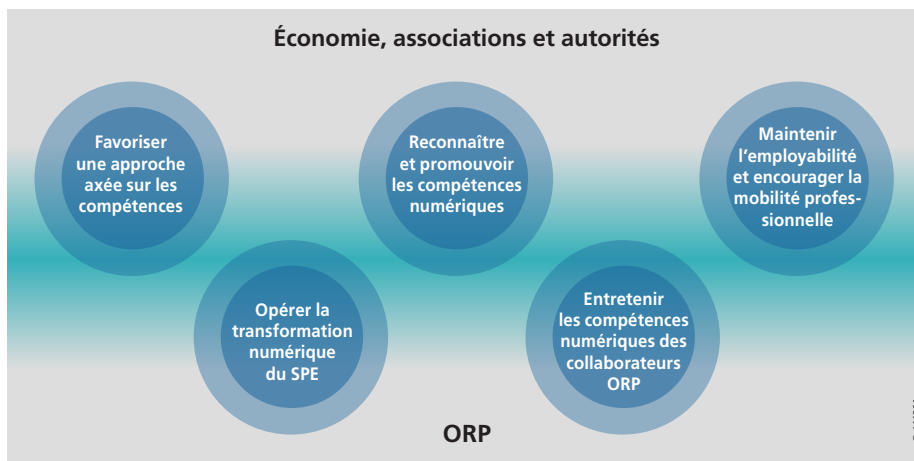 Économie, associations et autorités
Favoriser
une approche
axée sur les
compétences
Reconnaître
et promouvoir
les compétences
numériques
Maintenir
l'employabilité
et encourager la
mobilité profes-
sionnelle
Opérer la
transformation
numérique
du SPE
Entretenir
les compétences
numériques des
collaborateurs
ORP
ORP